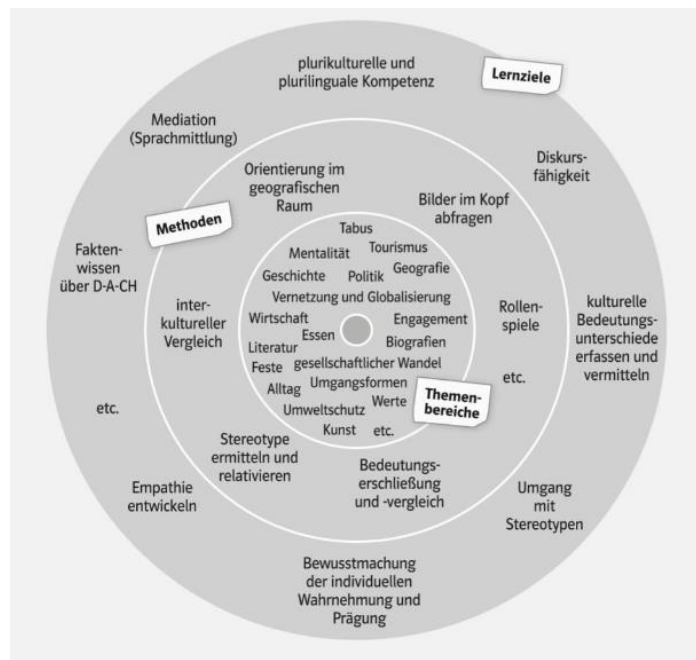 plurikulturelle und
plurilinguale Kompetenz
Lernziele
Mediation
(Sprachmittlung)
Diskurs-
fähigkeit
Orientierung im
geografischen
Raum
Bilder im Kopf
abfragen
Methoden
Fakten-
wissen
über D-A-CH
Tabus
Mentalität
Tourismus
Geschichte
Politik
Geografie
Vernetzung und Globalisierung
inter-
kultureller
Vergleich
Wirtschaft
Engagement
Essen
Biografien
Literatur
Feste
gesellschaftlicher Wandel
Alltag
Umgangsformen
Umweltschutz
Werte
Kunst
etc.
Themen-
bereiche
Rollen-
spiele
etc.
kulturelle
Bedeutungs-
unterschiede
erfassen und
vermitteln
etc.
Stereotype
ermitteln und
relativieren
Bedeutungs-
erschließung
und -vergleich
Empathie
entwickeln
Umgang
mit
Stereotypen
Bewusstmachung
der individuellen
Wahrnehmung und
Prägung